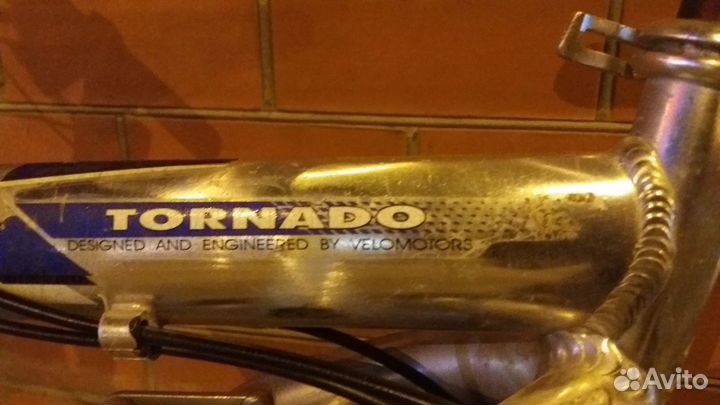 TORNADO
DESIGNED AND ENGINEERED BY VELOMOTORS
Avito